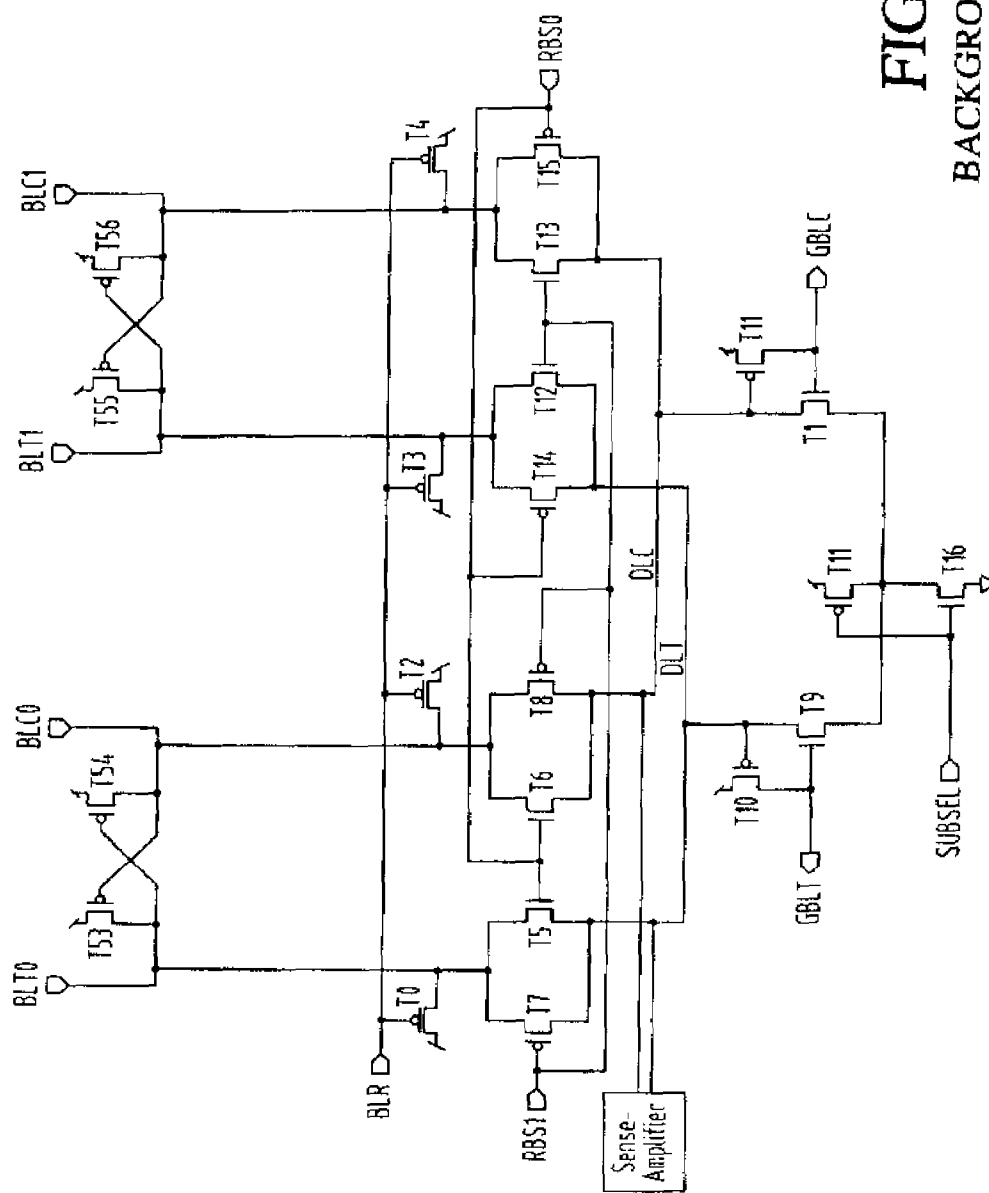 BLT0
BLC0
BLT1
BLC1
T53
T54
T55
T56
BLR
T0
T2
T3
T4
RBS1
T7
T5
T6
T8
T14
T12
T13
T15
RBS0
Sense-
Amplifier
DLC
DLT
GBLT
T10
T9
SUBSEL
T11
T16
T11
T1
GBLC
FIG
BACKGRO